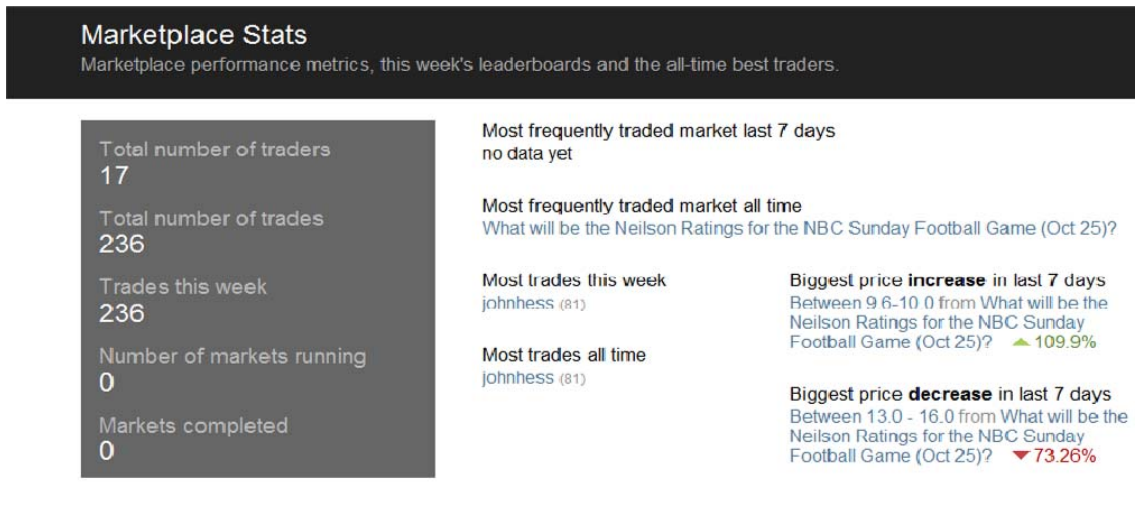 Marketplace Stats
Marketplace performance metrics, this week's leaderboards and the all-time best traders.
Total number of traders
17
Total number of trades
236
Trades this week
236
Number of markets running
0
Markets completed
0
Most frequently traded market last 7 days
no data yet
Most frequently traded market all time
What will be the Neilson Ratings for the NBC Sunday Football Game (Oct 25)?
Most trades this week
johnhess (81)
Most trades all time
johnhess (81)
Biggest price increase in last 7 days
Between 9.6-10.0 from What will be the
Neilson Ratings for the NBC Sunday
Football Game (Oct 25)? ▲ 109.9%
Biggest price decrease in last 7 days
Between 13.0 - 16.0 from What will be the
Neilson Ratings for the NBC Sunday
Football Game (Oct 25)? ▼ 73.26%